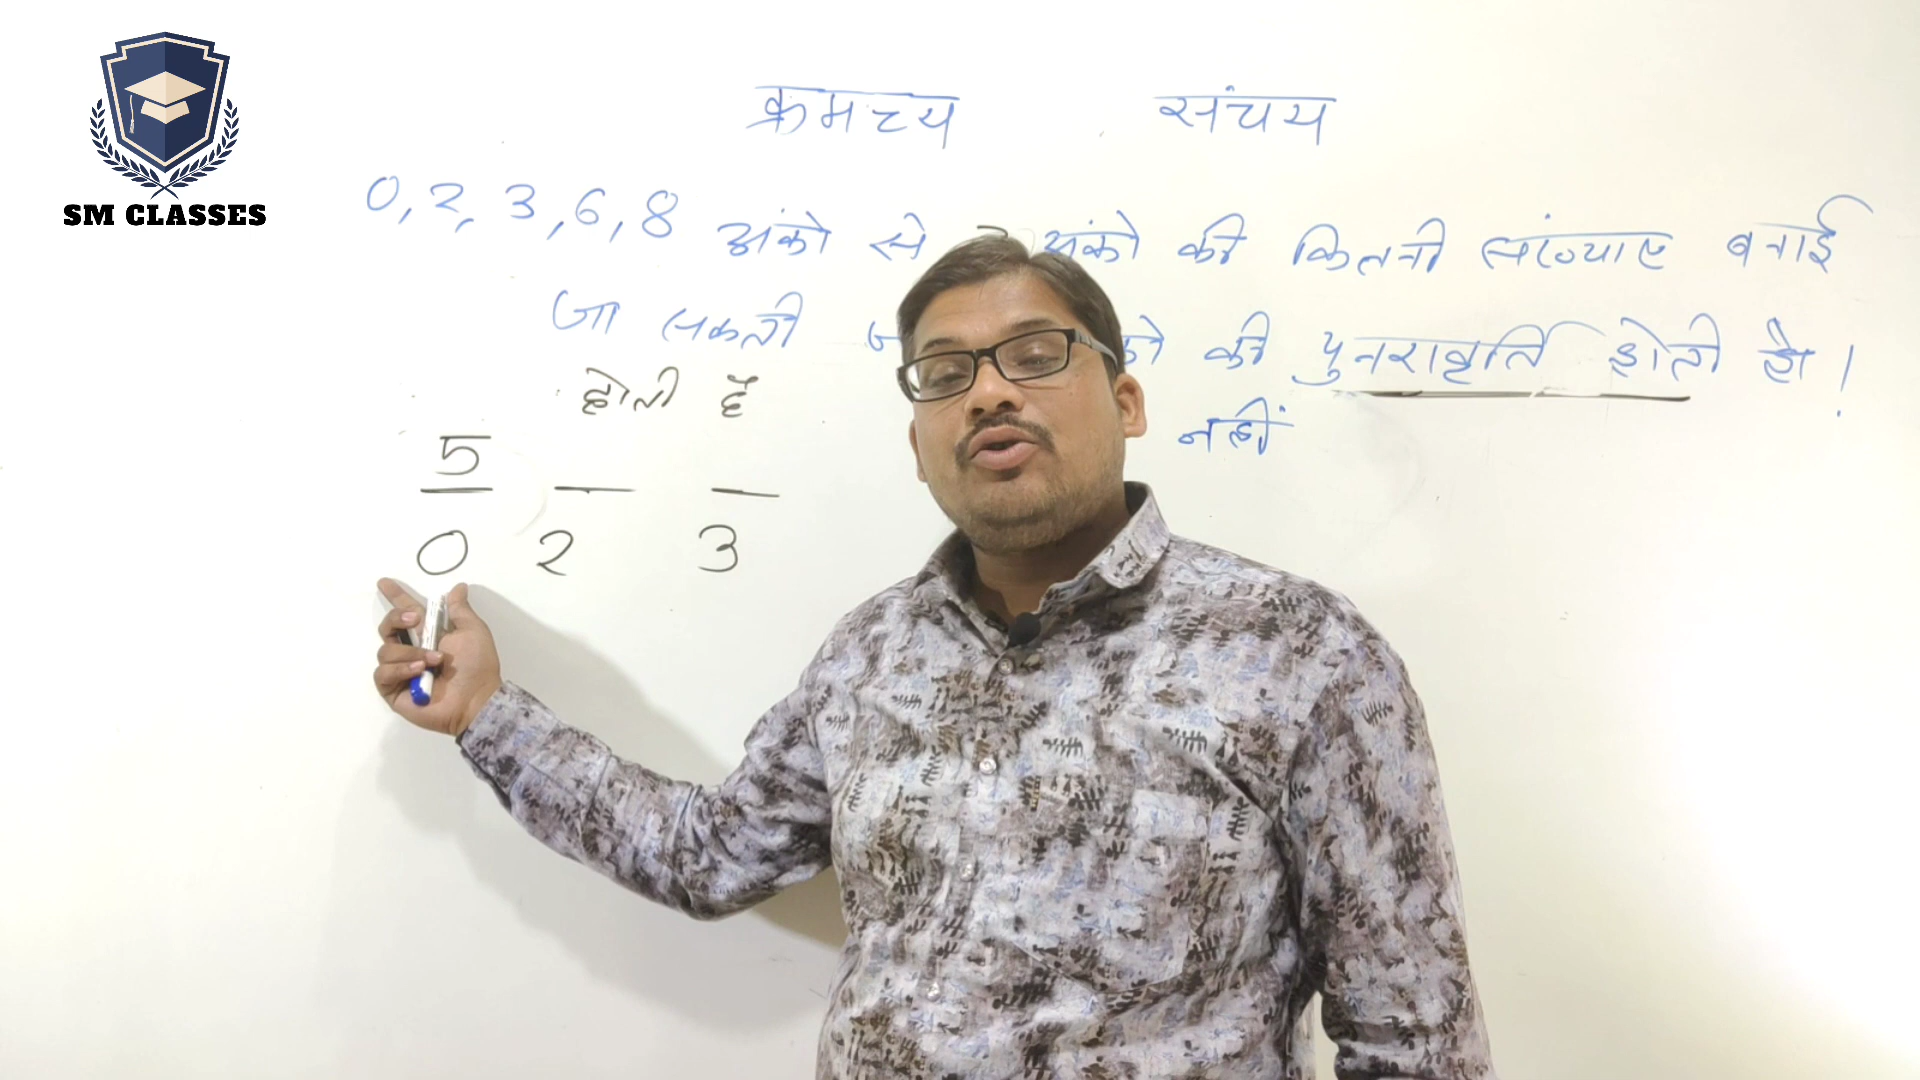 SM CLASSES
क्रमचय संचय
0, 2, 3, 6, 8 अंको से अंको की कितनी संख्याए बनाई
जा सकती की पुनरावृति होती हो।
होती है नहीं
5
0 2 3